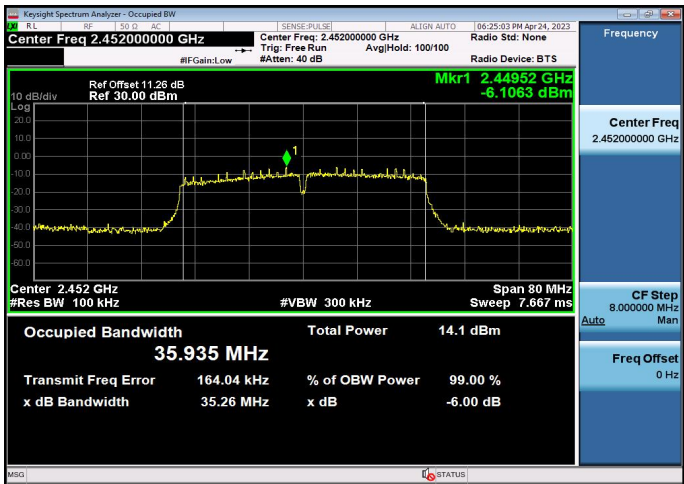 Keysight Spectrum Analyzer - Occupied BW
RL RF 50 Ω AC SENSE:PULSE ALIGN AUTO 06:25:03 PM Apr 24, 2023
Center Freq 2.452000000 GHz
Center Freq: 2.452000000 GHz
Radio Std: None
Trig: Free Run Avg|Hold: 100/100
#IFGain:Low
#Atten: 40 dB
Radio Device: BTS
Ref Offset 11.26 dB
Mkr1 2.44952 GHz
10 dB/div
Ref 30.00 dBm
-6.1063 dBm
Log
20.0
10.0
0.00
1
-10.0
-20.0
-30.0
-40.0
-50.0
-60.0
Center 2.452 GHz
Span 80 MHz
#Res BW 100 kHz
#VBW 300 kHz
Sweep 7.667 ms
Occupied Bandwidth
Total Power
14.1 dBm
35.935 MHz
Transmit Freq Error
164.04 kHz
% of OBW Power
99.00 %
x dB Bandwidth
35.26 MHz
x dB
-6.00 dB
MSG
STATUS
Frequency
Center Freq
2.452000000 GHz
CF Step
8.000000 MHz
Auto Man
Freq Offset
0 Hz